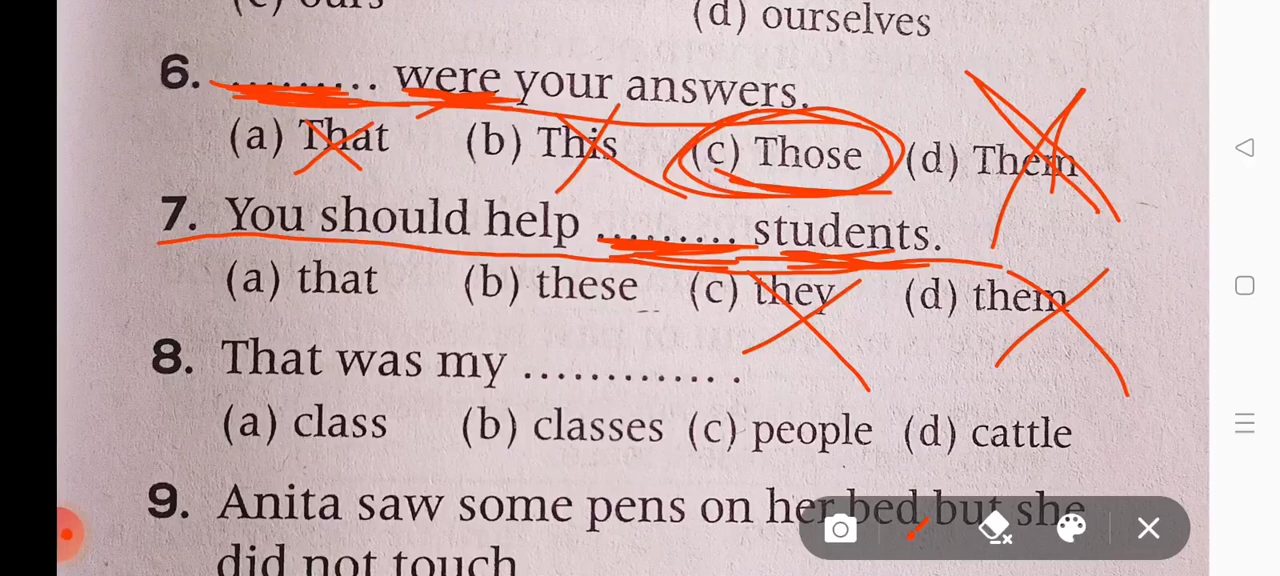 (c) ours (d) ourselves
6. ......... were your answers.
(a) That (b) This (c) Those (d) Them
7. You should help ......... students.
(a) that (b) these (c) they (d) them
8. That was my ............ .
(a) class (b) classes (c) people (d) cattle
9. Anita saw some pens on her bed but she
did not touch